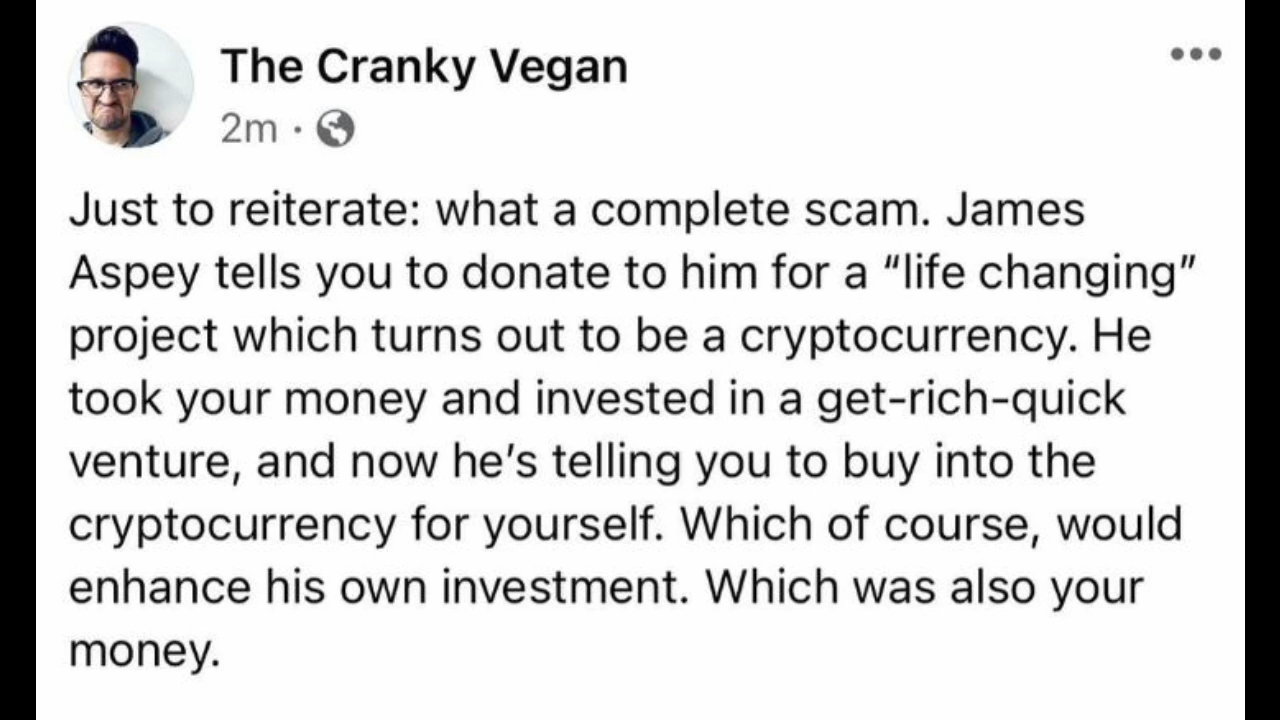 The Cranky Vegan
2m ·
Just to reiterate: what a complete scam. James
Aspey tells you to donate to him for a “life changing”
project which turns out to be a cryptocurrency. He
took your money and invested in a get-rich-quick
venture, and now he’s telling you to buy into the
cryptocurrency for yourself. Which of course, would
enhance his own investment. Which was also your
money.